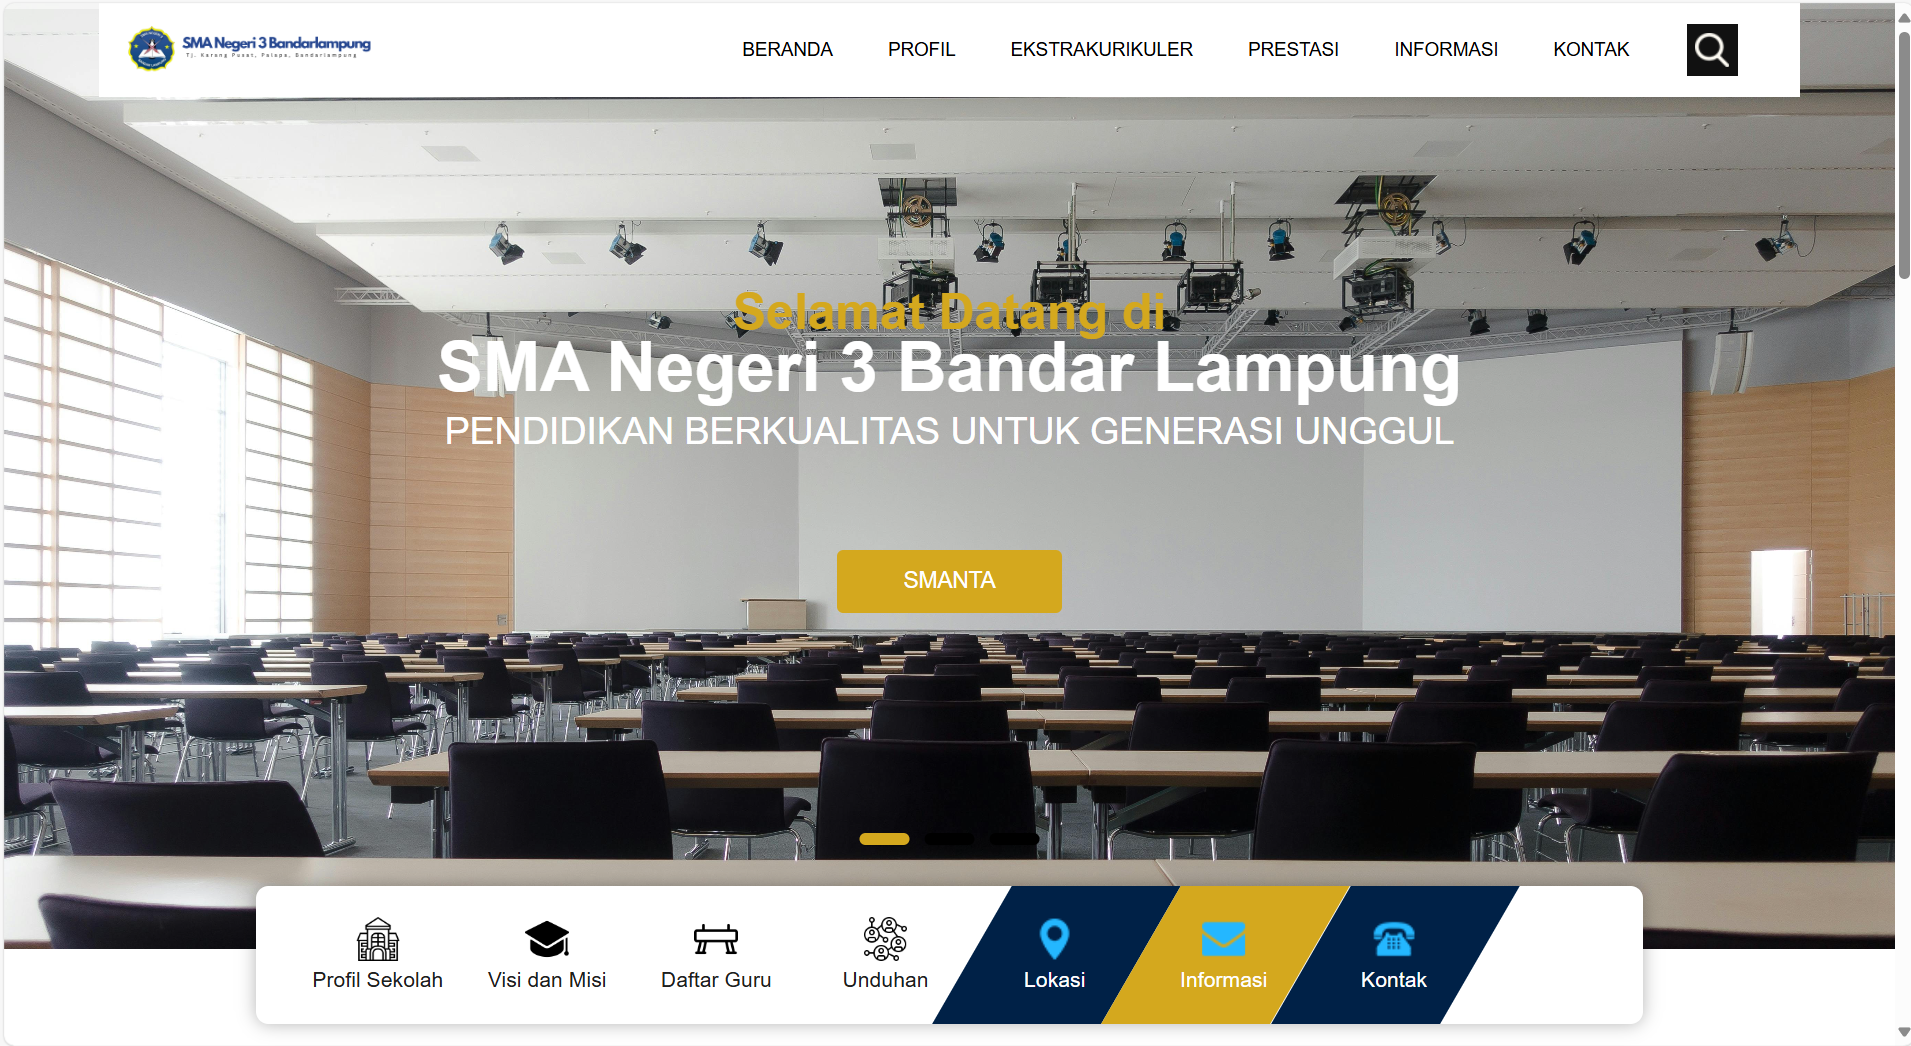 SMA Negeri 3 Bandarlampung
Tj. Karang Pusat, Palapa, Bandarlampung
BERANDA PROFIL EKSTRAKURIKULER PRESTASI INFORMASI KONTAK
Selamat Datang di
SMA Negeri 3 Bandar Lampung
PENDIDIKAN BERKUALITAS UNTUK GENERASI UNGGUL
SMANTA
Profil Sekolah Visi dan Misi Daftar Guru Unduhan Lokasi Informasi Kontak